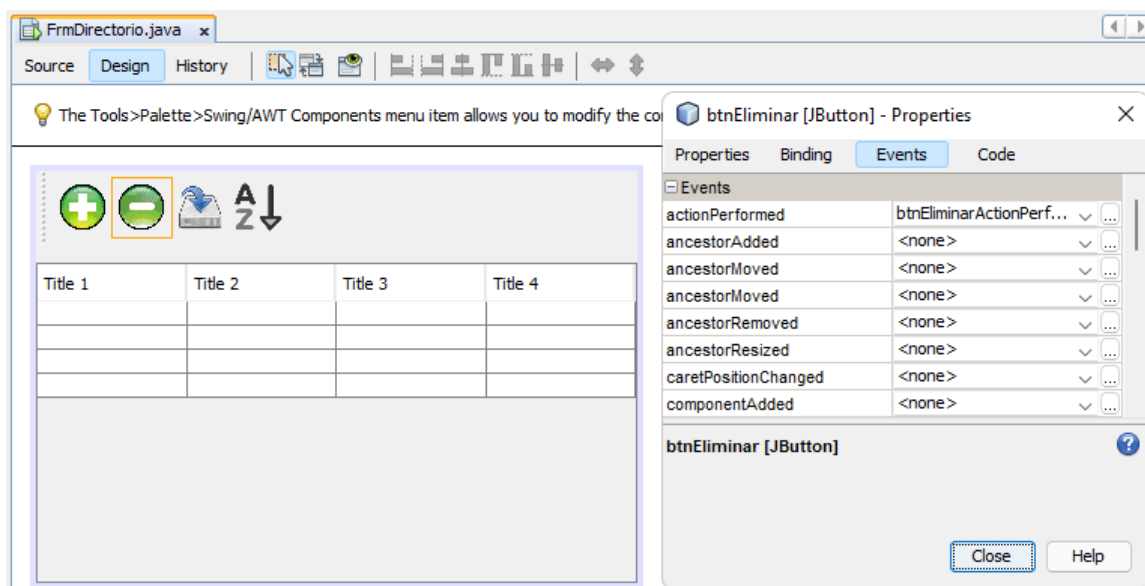 FrmDirectorio.java x
Source Design History
The Tools>Palette>Swing/AWT Components menu item allows you to modify the co
btnEliminar [JButton] - Properties
Properties Binding Events Code
Events
actionPerformed btnEliminarActionPerf... ...
ancestorAdded <none> ...
ancestorMoved <none> ...
ancestorMoved <none> ...
ancestorRemoved <none> ...
ancestorResized <none> ...
caretPositionChanged <none> ...
componentAdded <none> ...
btnEliminar [JButton]
?
Close Help
A
Z
Title 1 Title 2 Title 3 Title 4